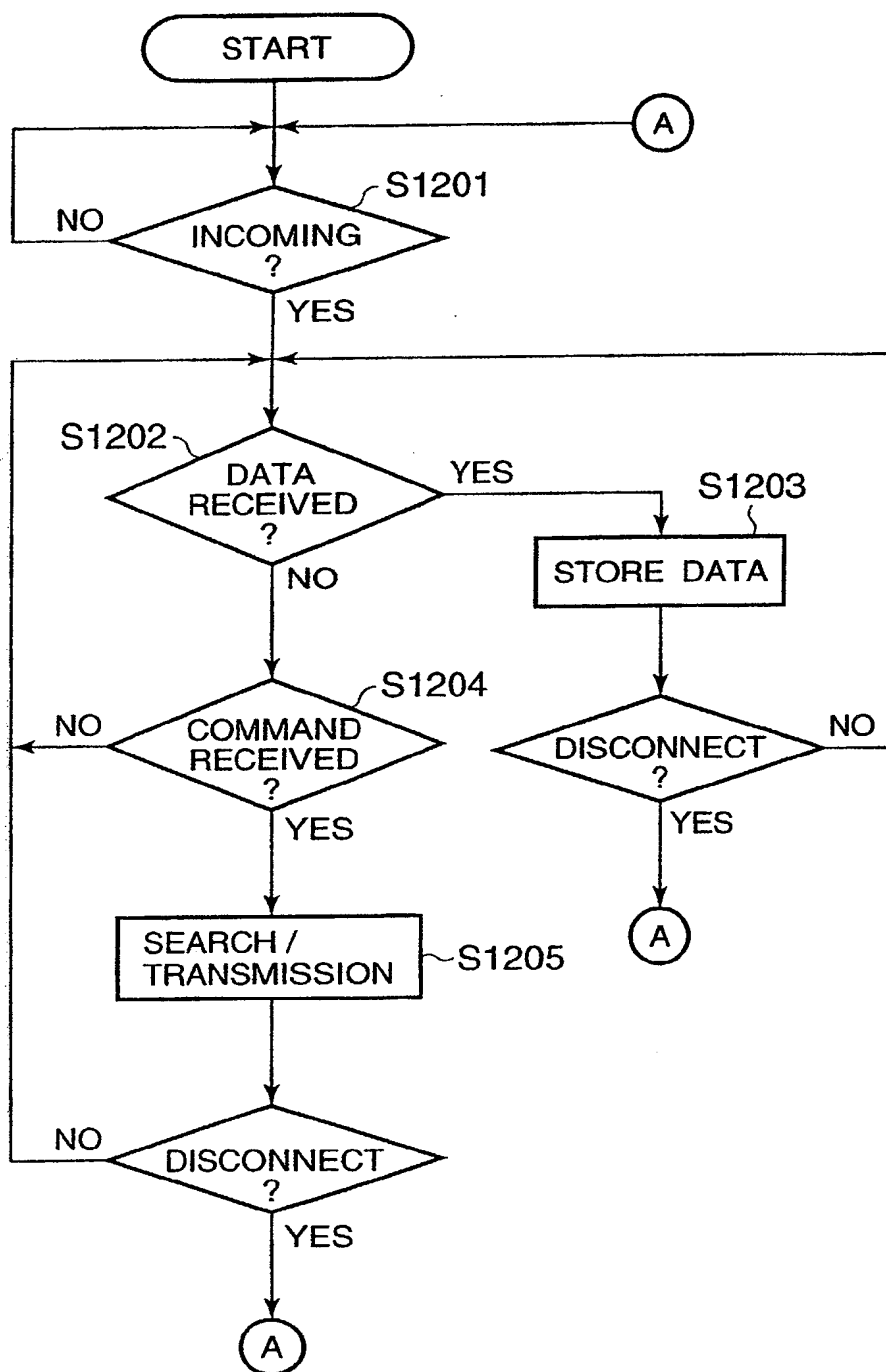 START
A
S1201
NO
INCOMING
?
YES
S1202
DATA
RECEIVED
?
YES
S1203
STORE DATA
NO
S1204
NO
COMMAND
RECEIVED
?
YES
DISCONNECT
?
NO
YES
A
SEARCH/
TRANSMISSION
S1205
NO
DISCONNECT
?
YES
A